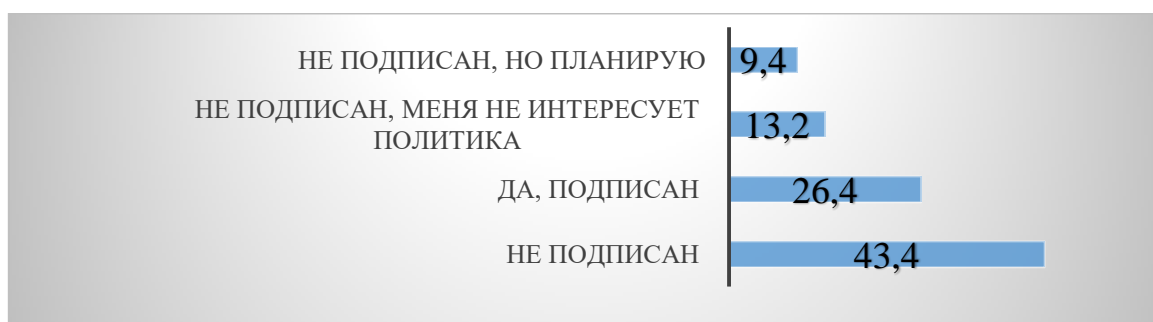 НЕ ПОДПИСАН, НО ПЛАНИРУЮ 9,4
НЕ ПОДПИСАН, МЕНЯ НЕ ИНТЕРЕСУЕТ
ПОЛИТИКА 13,2
ДА, ПОДПИСАН 26,4
НЕ ПОДПИСАН 43,4